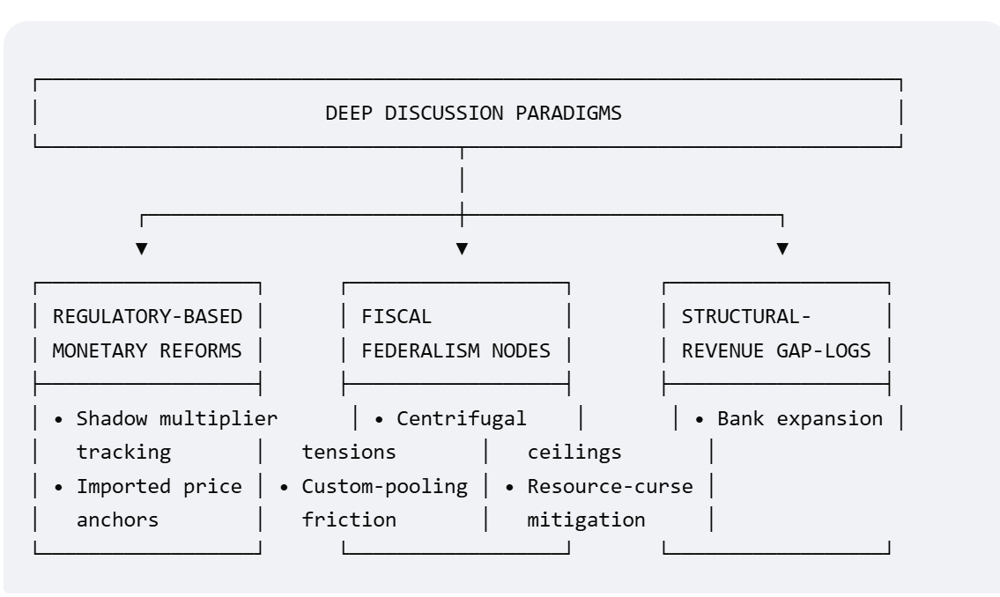 DEEP DISCUSSION PARADIGMS
REGULATORY-BASED FISCAL STRUCTURAL-
MONETARY REFORMS FEDERALISM NODES REVENUE GAP-LOGS
• Shadow multiplier • Centrifugal • Bank expansion
tracking tensions ceilings
• Imported price • Custom-pooling • Resource-curse
anchors friction mitigation